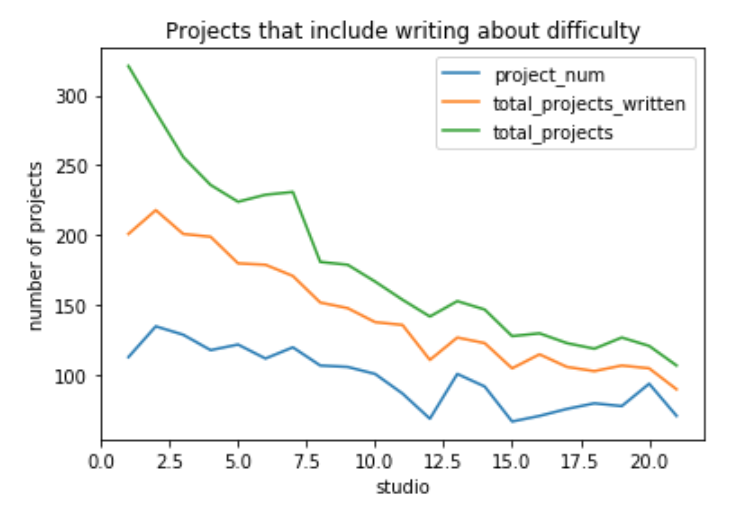 Projects that include writing about difficulty
project_num
total_projects_written
total_projects
number of projects
300
250
200
150
100
0.0 2.5 5.0 7.5 10.0 12.5 15.0 17.5 20.0
studio